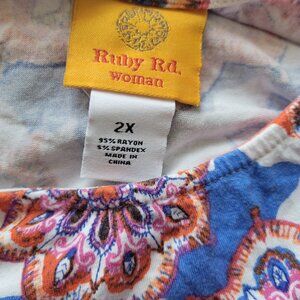 Ruby Rd.
woman
2X
95% RAYON
5% SPANDEX
MADE IN
CHINA